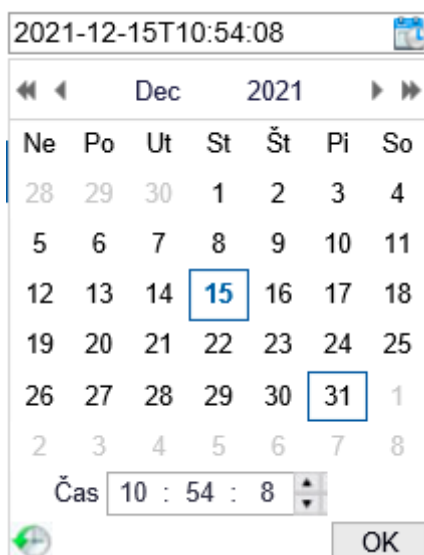 2021-12-15T10:54:08
Dec 2021
Ne Po Ut St Št Pi So
28 29 30 1 2 3 4
5 6 7 8 9 10 11
12 13 14 15 16 17 18
19 20 21 22 23 24 25
26 27 28 29 30 31 1
2 3 4 5 6 7 8
Čas 10 : 54 : 8
OK